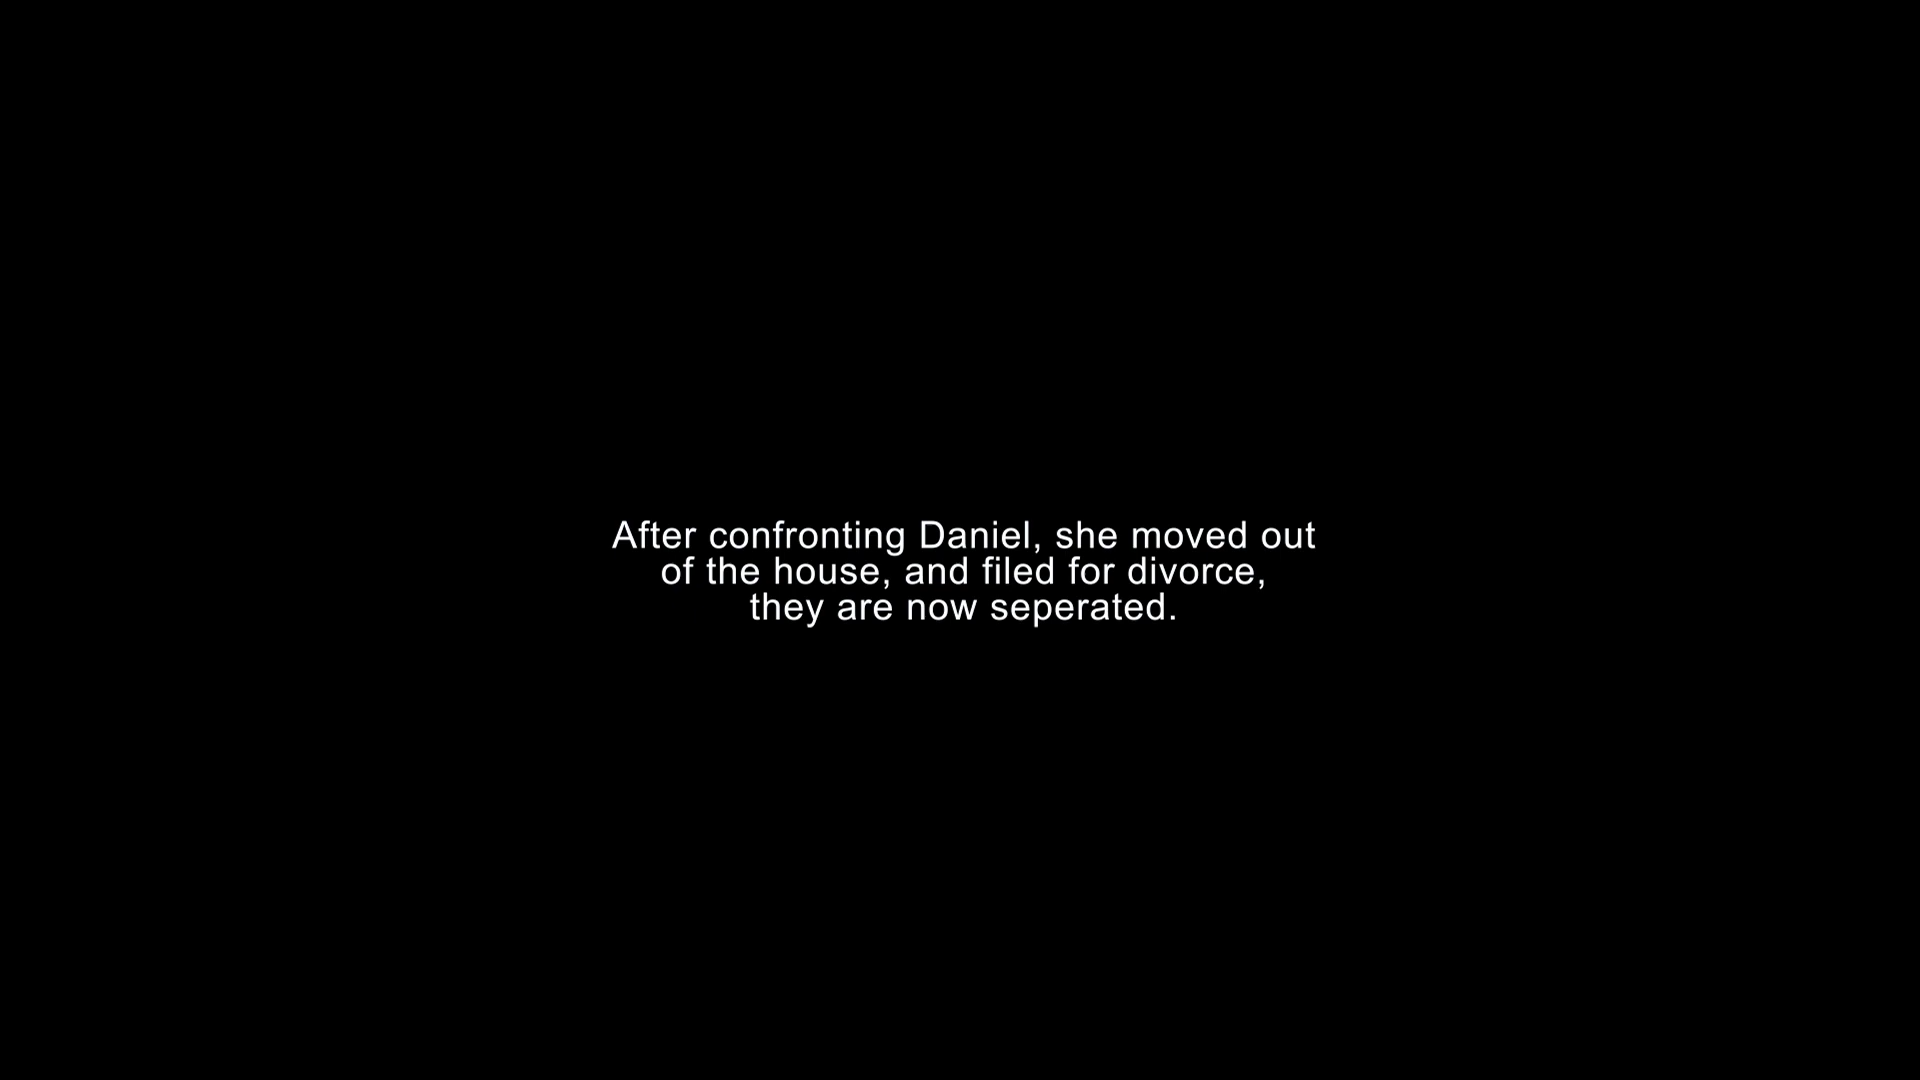 After confronting Daniel, she moved out
of the house, and filed for divorce,
they are now seperated.